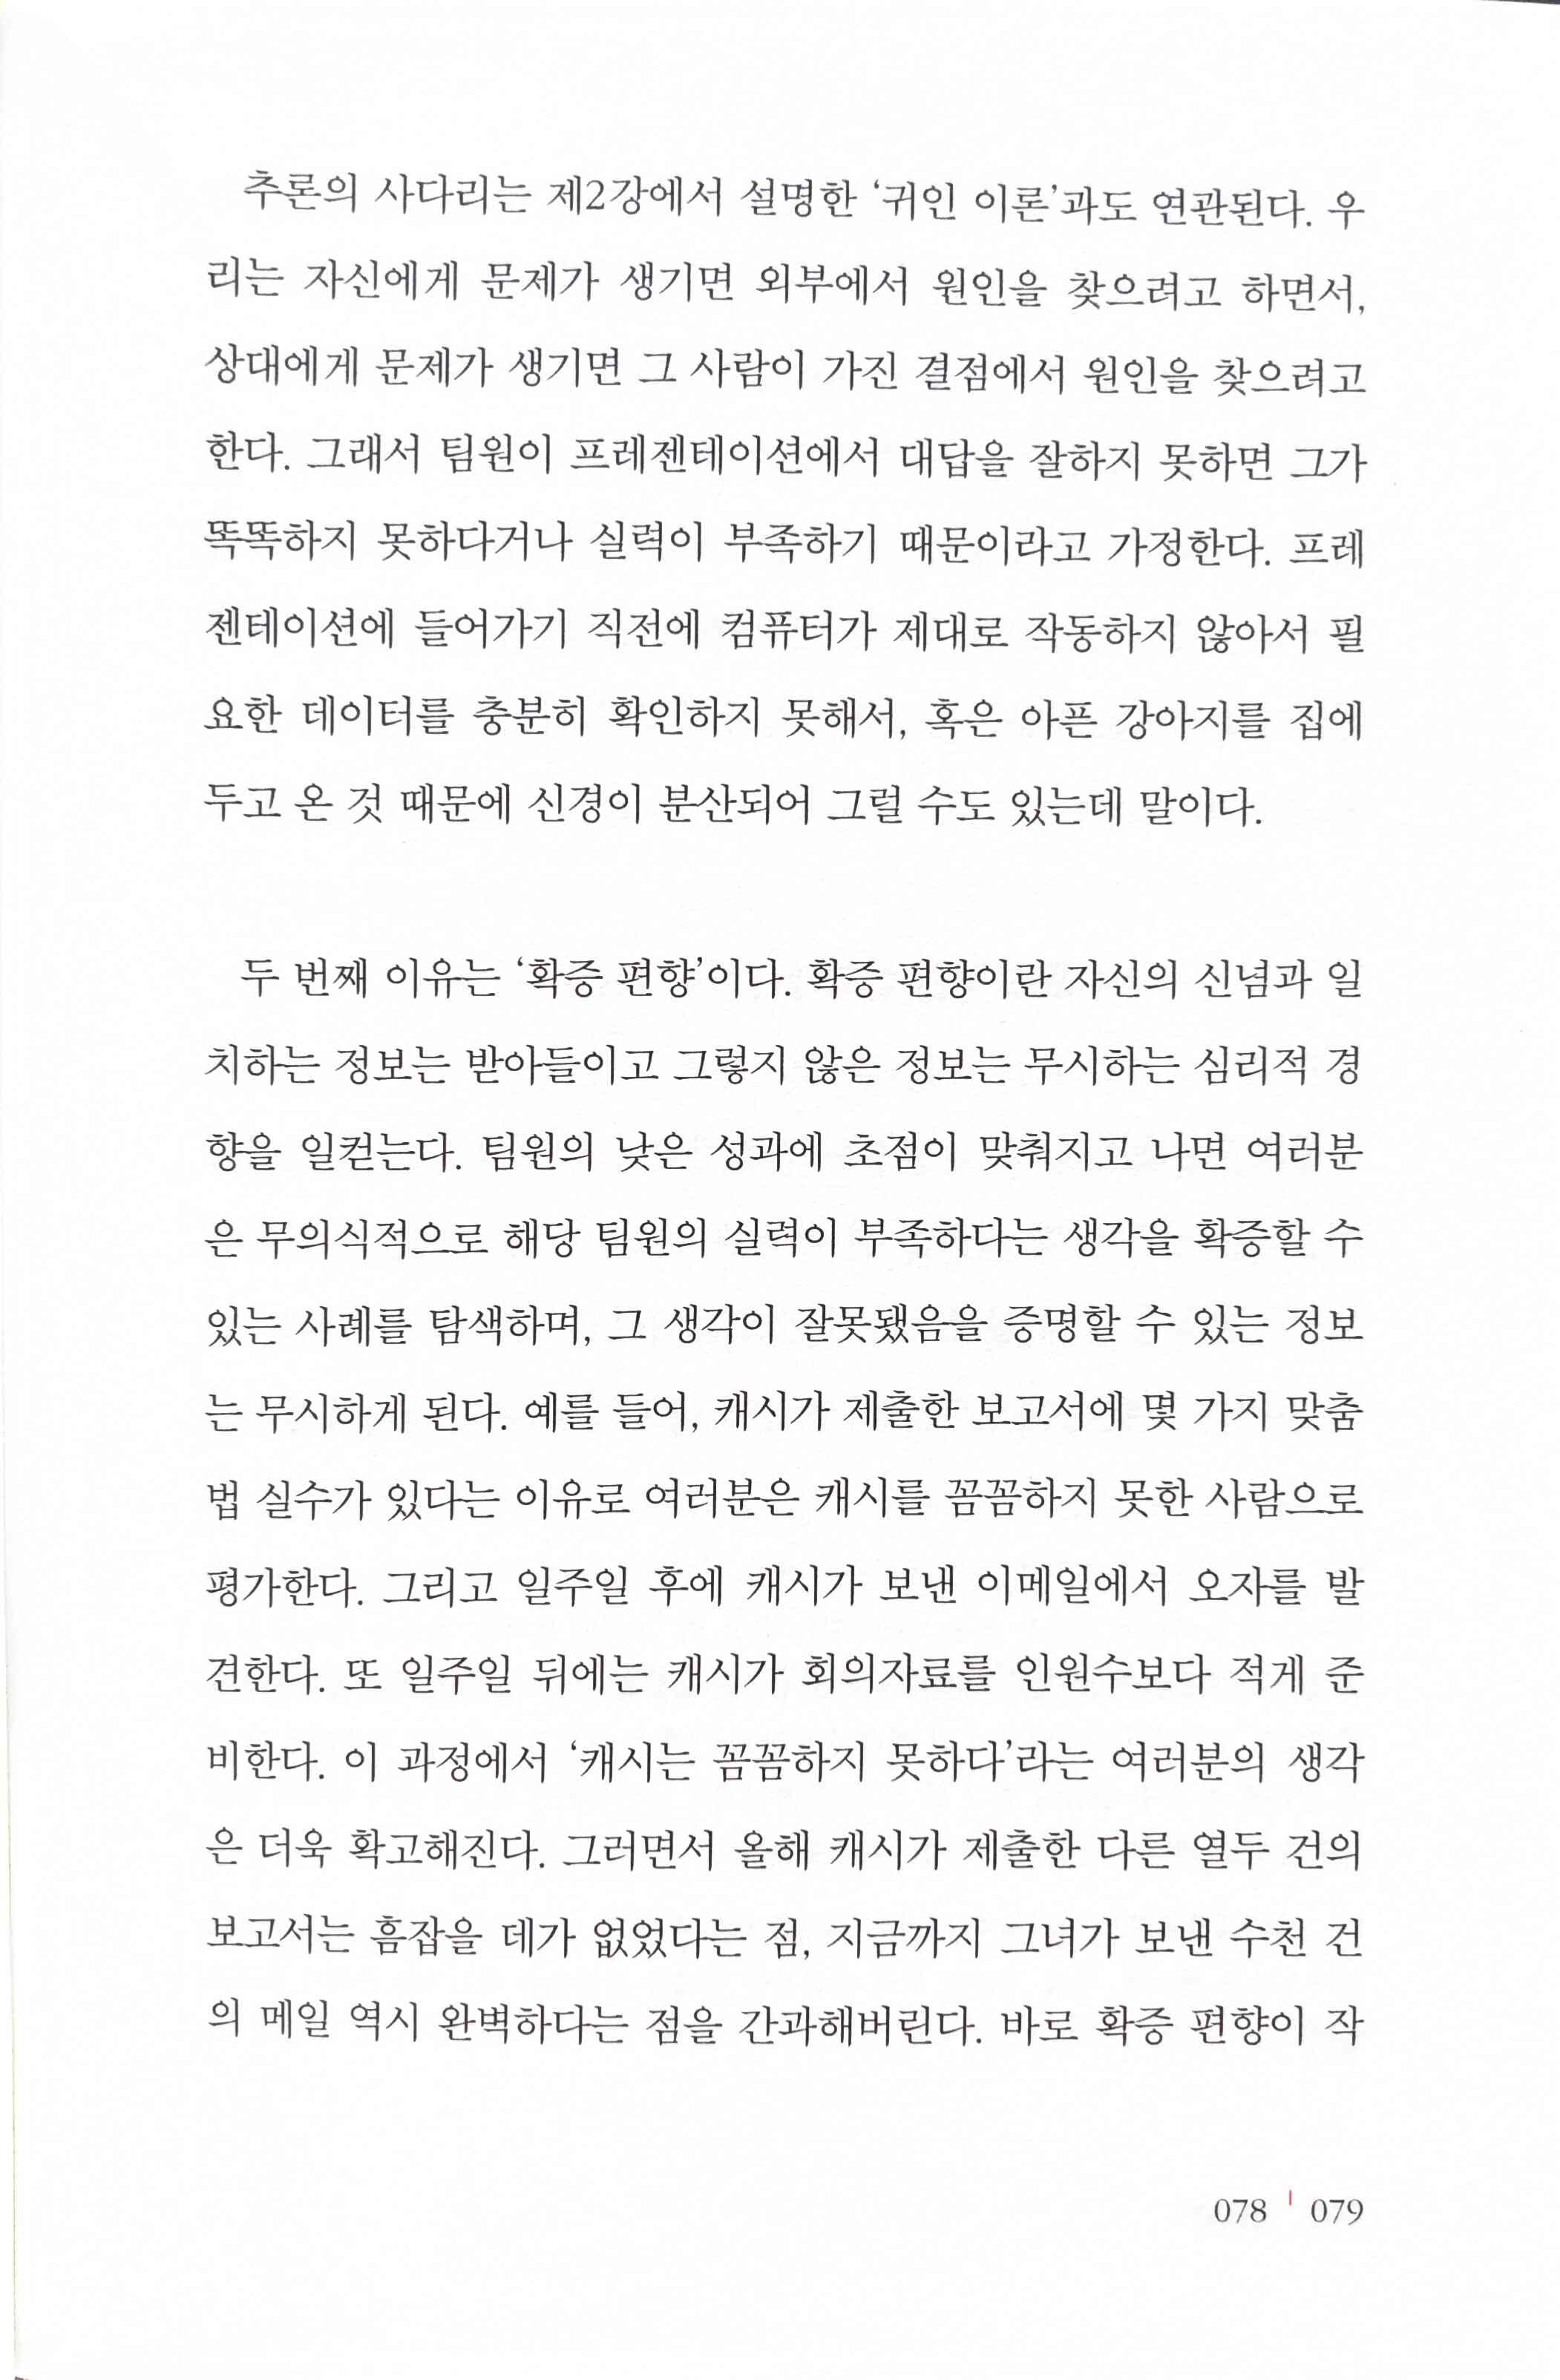 추론의 사다리는 제2강에서 설명한 ‘귀인 이론’과도 연관된다. 우
리는 자신에게 문제가 생기면 외부에서 원인을 찾으려고 하면서,
상대에게 문제가 생기면 그 사람이 가진 결점에서 원인을 찾으려고
한다. 그래서 팀원이 프레젠테이션에서 대답을 잘하지 못하면 그가
똑똑하지 못하다거나 실력이 부족하기 때문이라고 가정한다. 프레
젠테이션에 들어가기 직전에 컴퓨터가 제대로 작동하지 않아서 필
요한 데이터를 충분히 확인하지 못해서, 혹은 아픈 강아지를 집에
두고 온 것 때문에 신경이 분산되어 그럴 수도 있는데 말이다.
두 번째 이유는 ‘확증 편향’이다. 확증 편향이란 자신의 신념과 일
치하는 정보는 받아들이고 그렇지 않은 정보는 무시하는 심리적 경
향을 일컫는다. 팀원의 낮은 성과에 초점이 맞춰지고 나면 여러분
은 무의식적으로 해당 팀원의 실력이 부족하다는 생각을 확증할 수
있는 사례를 탐색하며, 그 생각이 잘못됐음을 증명할 수 있는 정보
는 무시하게 된다. 예를 들어, 캐시가 제출한 보고서에 몇 가지 맞춤
법 실수가 있다는 이유로 여러분은 캐시를 꼼꼼하지 못한 사람으로
평가한다. 그리고 일주일 후에 캐시가 보낸 이메일에서 오자를 발
견한다. 또 일주일 뒤에는 캐시가 회의자료를 인원수보다 적게 준
비한다. 이 과정에서 ‘캐시는 꼼꼼하지 못하다’라는 여러분의 생각
은 더욱 확고해진다. 그러면서 올해 캐시가 제출한 다른 열두 건의
보고서는 흠잡을 데가 없었다는 점, 지금까지 그녀가 보낸 수천 건
의 메일 역시 완벽하다는 점을 간과해버린다. 바로 확증 편향이 작
078 | 079